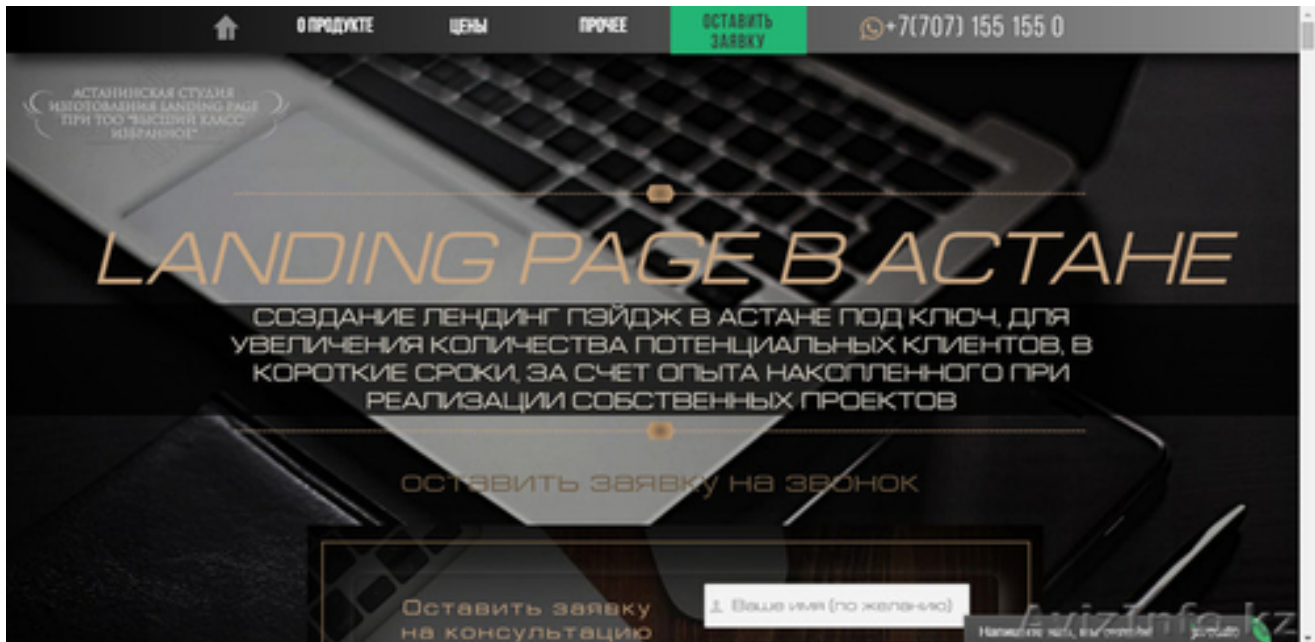 О ПРОДУКТЕ
ЦЕНЫ
ПРОЧЕЕ
ОСТАВИТЬ
ЗАЯВКУ
+7(707) 155 155 0
АСТАНИНСКАЯ СТУДИЯ
ИЗГОТОВЛЕНИЯ LANDING PAGE
ПРИ ТОО "ВЫСШИЙ КЛАСС
ИЗБРАННОЕ"
LANDING PAGE В АСТАНЕ
СОЗДАНИЕ ЛЕНДИНГ ПЭЙДЖ В АСТАНЕ ПОД КЛЮЧ, ДЛЯ
УВЕЛИЧЕНИЯ КОЛИЧЕСТВА ПОТЕНЦИАЛЬНЫХ КЛИЕНТОВ, В
КОРОТКИЕ СРОКИ, ЗА СЧЕТ ОПЫТА НАКОПЛЕННОГО ПРИ
РЕАЛИЗАЦИИ СОБСТВЕННЫХ ПРОЕКТОВ
оставить заявку на звонок
Оставить заявку
на консультацию
Ваше имя (по желанию)
Напишите нам, мы
AvizInfo.kz